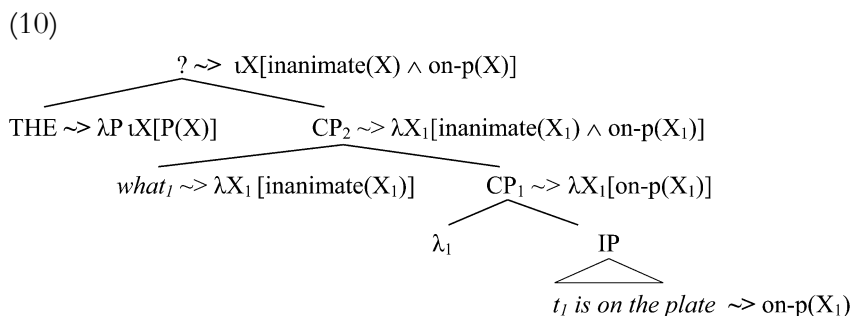 (10)
? ~> ιX[inanimate(X) ∧ on-p(X)]
THE ~> λP ιX[P(X)] CP₂ ~> λX₁[inanimate(X₁) ∧ on-p(X₁)]
what₁ ~> λX₁ [inanimate(X₁)] CP₁ ~> λX₁[on-p(X₁)]
λ₁ IP
t₁ is on the plate ~> on-p(X₁)